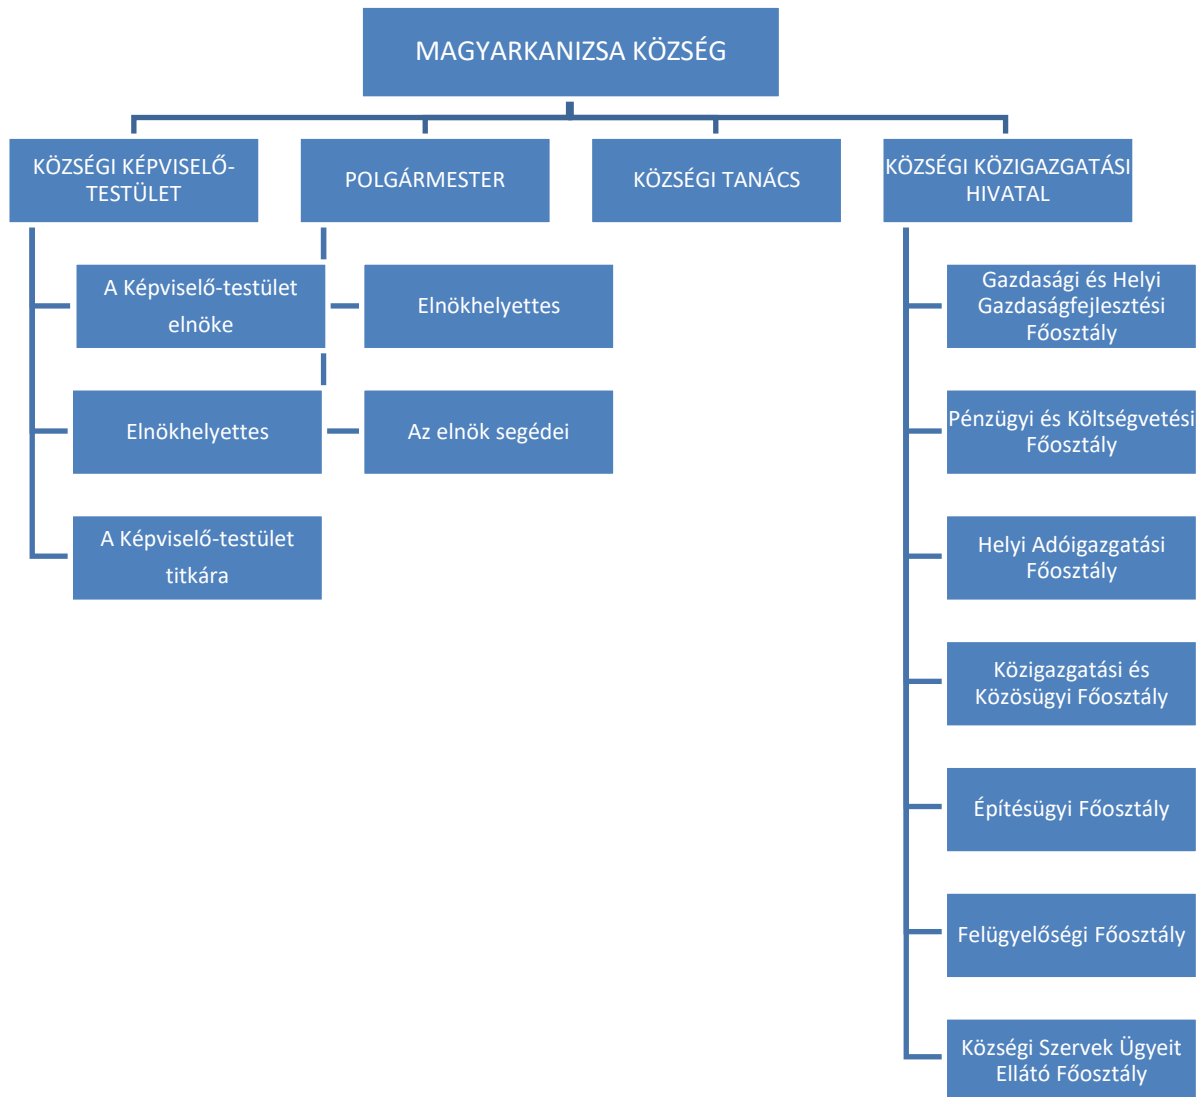 MAGYARKANIZSA KÖZSÉG
KÖZSÉGI KÉPVISELŐ-
TESTÜLET
POLGÁRMESTER
KÖZSÉGI TANÁCS
KÖZSÉGI KÖZIGAZGATÁSI
HIVATAL
A Képviselő-testület
elnöke
Elnökhelyettes
A Képviselő-testület
titkára
Elnökhelyettes
Az elnök segédei
Gazdasági és Helyi
Gazdaságfejlesztési
Főosztály
Pénzügyi és Költségvetési
Főosztály
Helyi Adóigazgatási
Főosztály
Közigazgatási és
Közösügyi Főosztály
Építésügyi Főosztály
Felügyelőségi Főosztály
Községi Szervek Ügyeit
Ellátó Főosztály